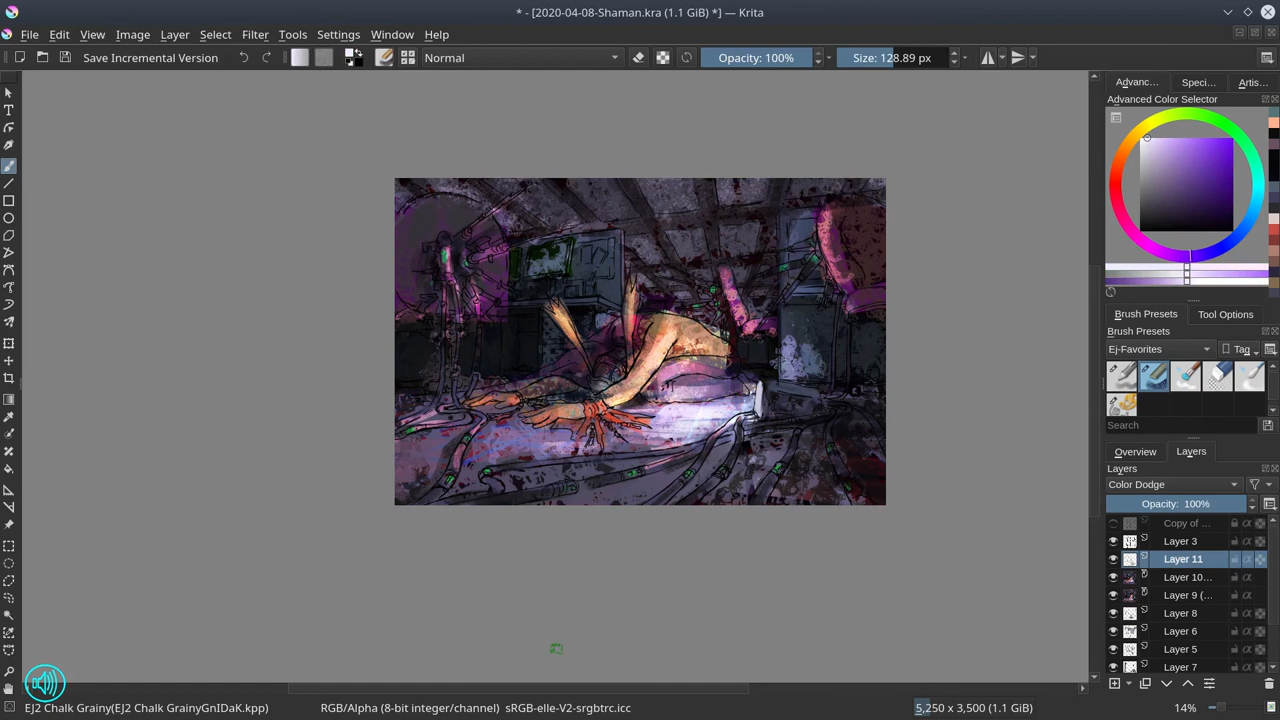 * - [2020-04-08-Shaman.kra (1.1 GiB) *] — Krita
File Edit View Image Layer Select Filter Tools Settings Window Help
Save Incremental Version
Normal
Opacity: 100%
Size: 128.89 px
Advanc...
Speci...
Artis...
Advanced Color Selector
Brush Presets
Tool Options
Brush Presets
Ej-Favorites
Tag
Search
Overview
Layers
Layers
Color Dodge
Opacity: 100%
Copy of ...
Layer 3
Layer 11
Layer 10...
Layer 9 (...
Layer 8
Layer 6
Layer 5
Layer 7
EJ2 Chalk Grainy(EJ2 Chalk GrainyGnIDaK.kpp)
RGB/Alpha (8-bit integer/channel) sRGB-elle-V2-srgbtrc.icc
5,250 x 3,500 (1.1 GiB)
14%